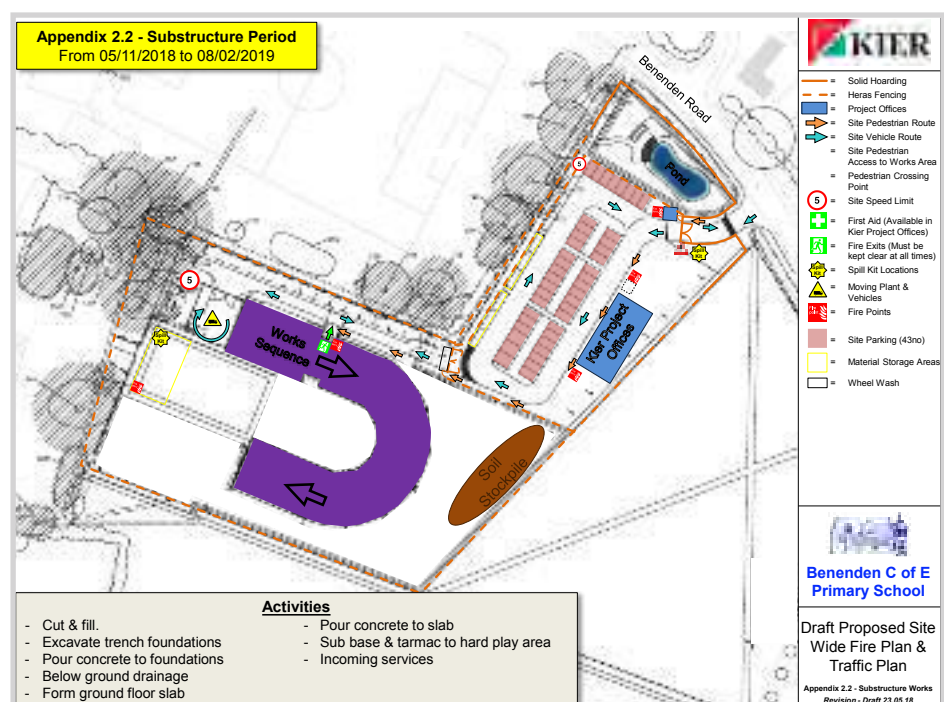 Appendix 2.2 - Substructure Period
From 05/11/2018 to 08/02/2019
Benenden Road
Pond
5
5
Spill
Kit
Spill
Kit
Works
Sequence
Kier Project
Offices
Soil
Stockpile
Activities
- Cut & fill.
- Excavate trench foundations
- Pour concrete to foundations
- Below ground drainage
- Form ground floor slab
- Pour concrete to slab
- Sub base & tarmac to hard play area
- Incoming services
KIER
= Solid Hoarding
= Heras Fencing
= Project Offices
= Site Pedestrian Route
= Site Vehicle Route
= Site Pedestrian
Access to Works Area
= Pedestrian Crossing
Point
5 = Site Speed Limit
= First Aid (Available in
Kier Project Offices)
= Fire Exits (Must be
kept clear at all times)
Spill
Kit
= Spill Kit Locations
= Moving Plant &
Vehicles
= Fire Points
= Site Parking (43no)
= Material Storage Areas
= Wheel Wash
Benenden C of E
Primary School
Draft Proposed Site
Wide Fire Plan &
Traffic Plan
Appendix 2.2 - Substructure Works
Revision - Draft 23.05.18